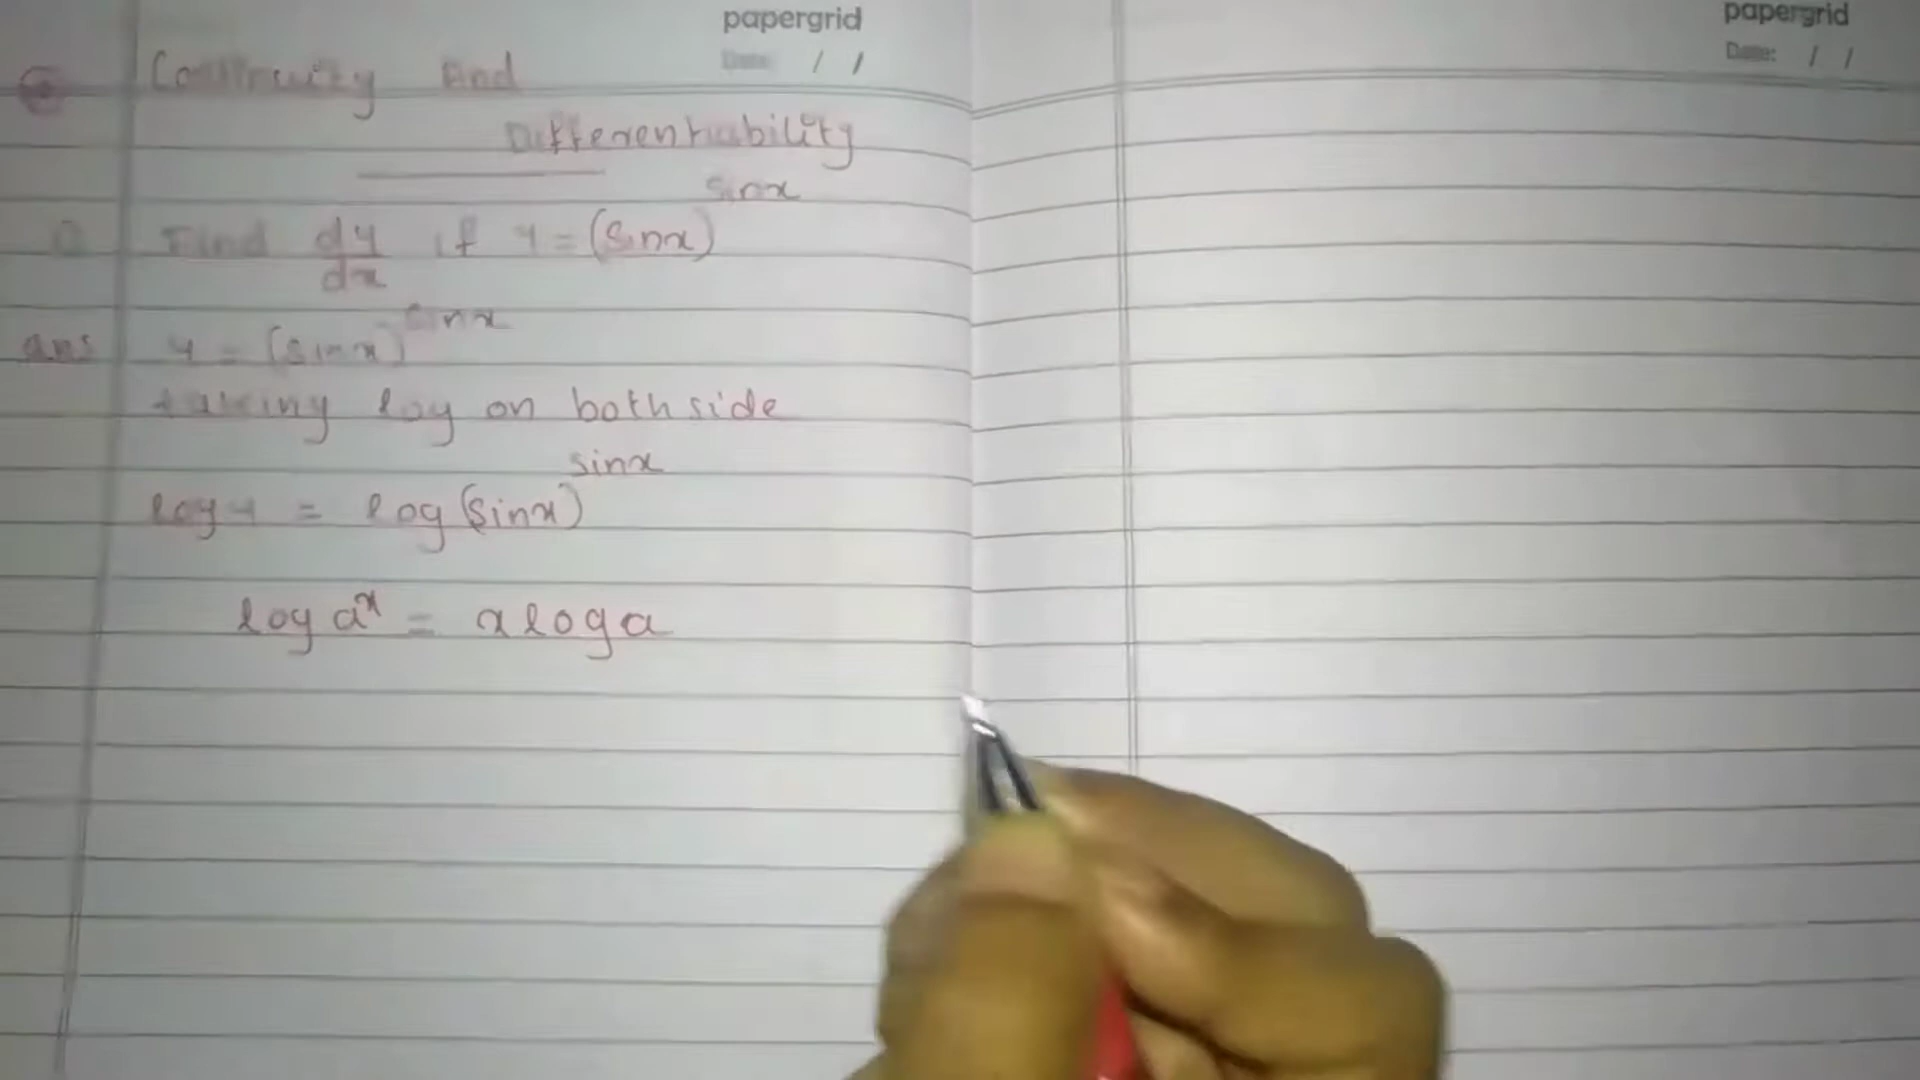 papergrid
Date: / /
Continuity And
Differentiability
Q Find dy/dx if y = (sinx)^sinx
ans y = (sinx)^sinx
taking log on both side
log y = log (sinx)^sinx
log a^x = x log a
papergrid
Date: / /